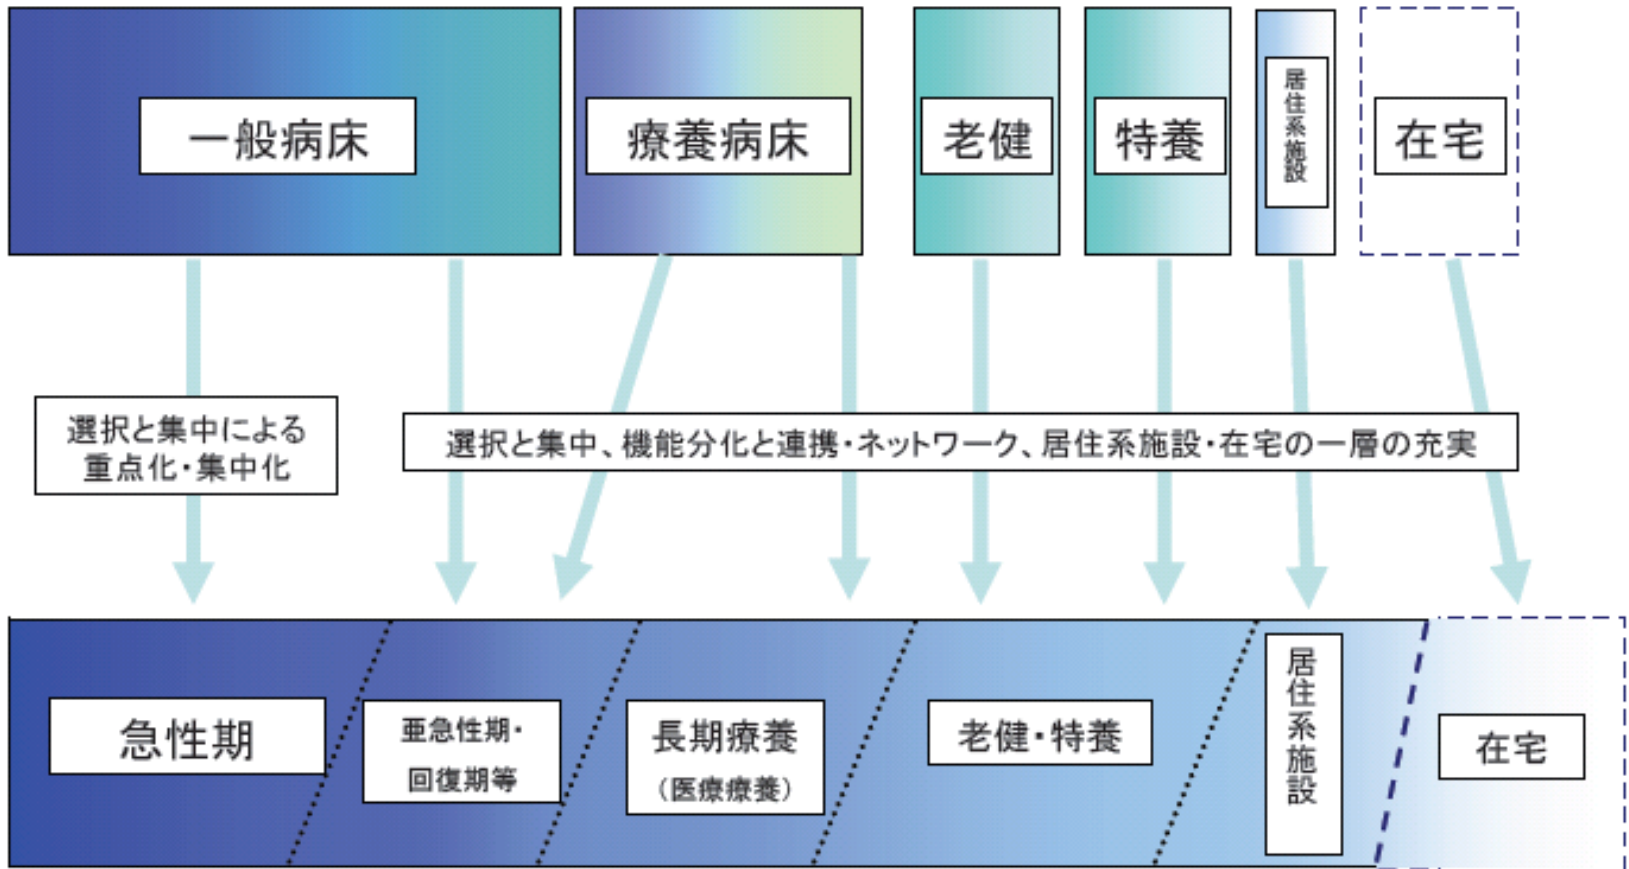 一般病床
療養病床
老健
特養
居住系施設
在宅
選択と集中による
重点化・集中化
選択と集中、機能分化と連携・ネットワーク、居住系施設・在宅の一層の充実
急性期
亜急性期・
回復期等
長期療養
（医療療養）
老健・特養
居住系施設
在宅